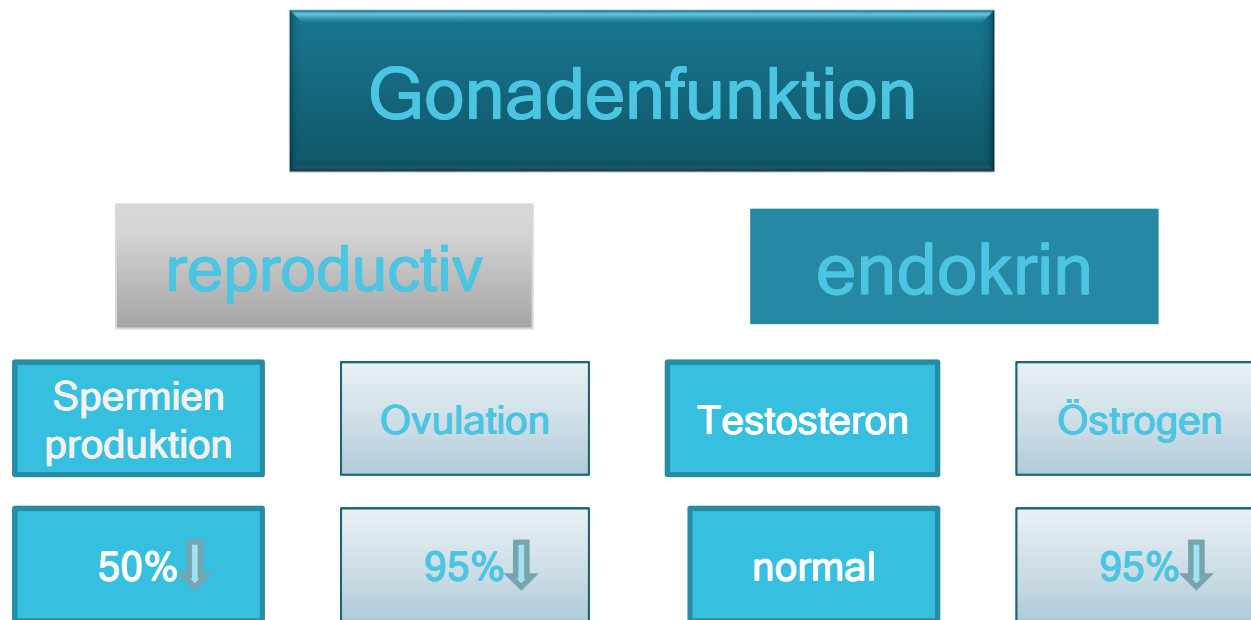 Gonadenfunktion
reproductiv
endokrin
Spermien
produktion
Ovulation
Testosteron
Östrogen
50%
95%
normal
95%